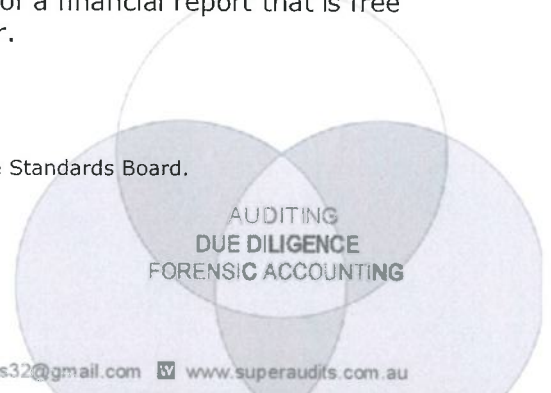 or a financial report that is free
r.
e Standards Board.
AUDITING
DUE DILIGENCE
FORENSIC ACCOUNTING
s32@gmail.com W www.superaudits.com.au